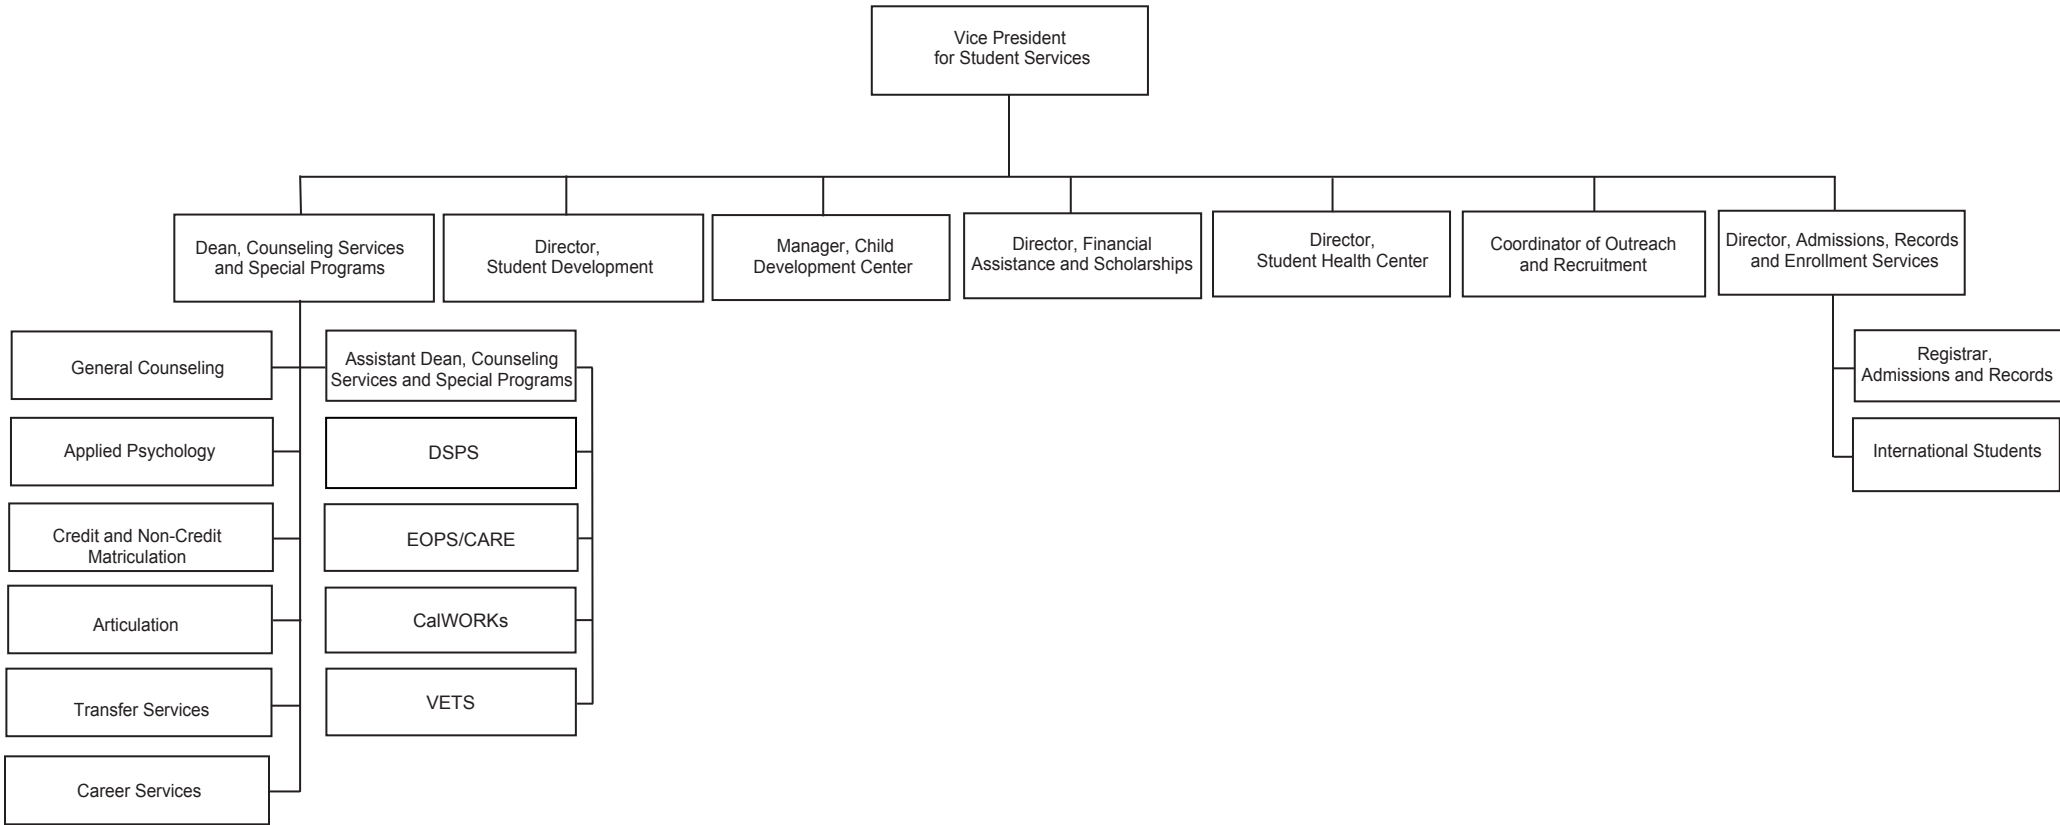 Vice President
for Student Services
Dean, Counseling Services
and Special Programs
Director,
Student Development
Manager, Child
Development Center
Director, Financial
Assistance and Scholarships
Director,
Student Health Center
Coordinator of Outreach
and Recruitment
Director, Admissions, Records
and Enrollment Services
General Counseling
Applied Psychology
Credit and Non-Credit
Matriculation
Articulation
Transfer Services
Career Services
Assistant Dean, Counseling
Services and Special Programs
DSPS
EOPS/CARE
CalWORKs
VETS
Registrar,
Admissions and Records
International Students